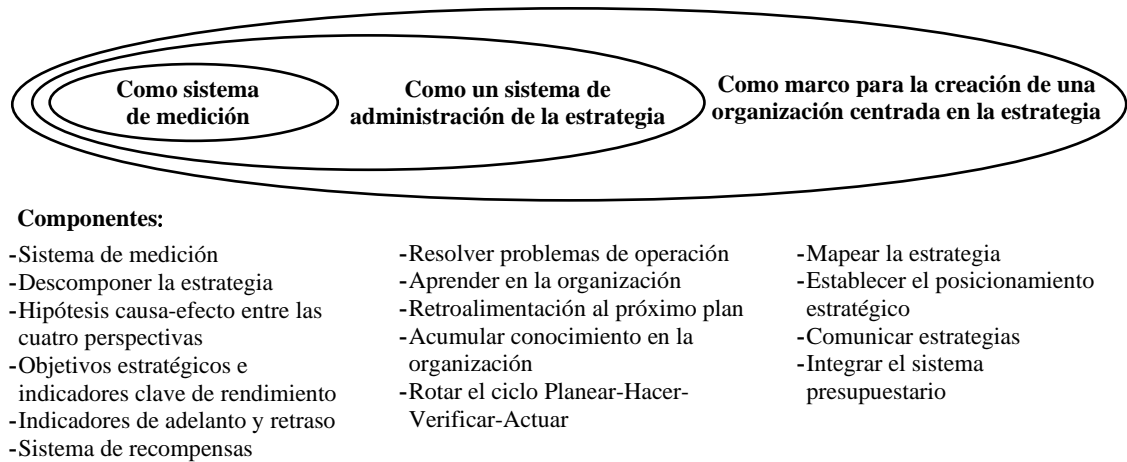 Como sistema
de medición
Como un sistema de
administración de la estrategia
Como marco para la creación de una
organización centrada en la estrategia
Componentes:
-Sistema de medición
-Descomponer la estrategia
-Hipótesis causa-efecto entre las
cuatro perspectivas
-Objetivos estratégicos e
indicadores clave de rendimiento
-Indicadores de adelanto y retraso
-Sistema de recompensas
-Resolver problemas de operación
-Aprender en la organización
-Retroalimentación al próximo plan
-Acumular conocimiento en la
organización
-Rotar el ciclo Planear-Hacer-
Verificar-Actuar
-Mapear la estrategia
-Establecer el posicionamiento
estratégico
-Comunicar estrategias
-Integrar el sistema
presupuestario